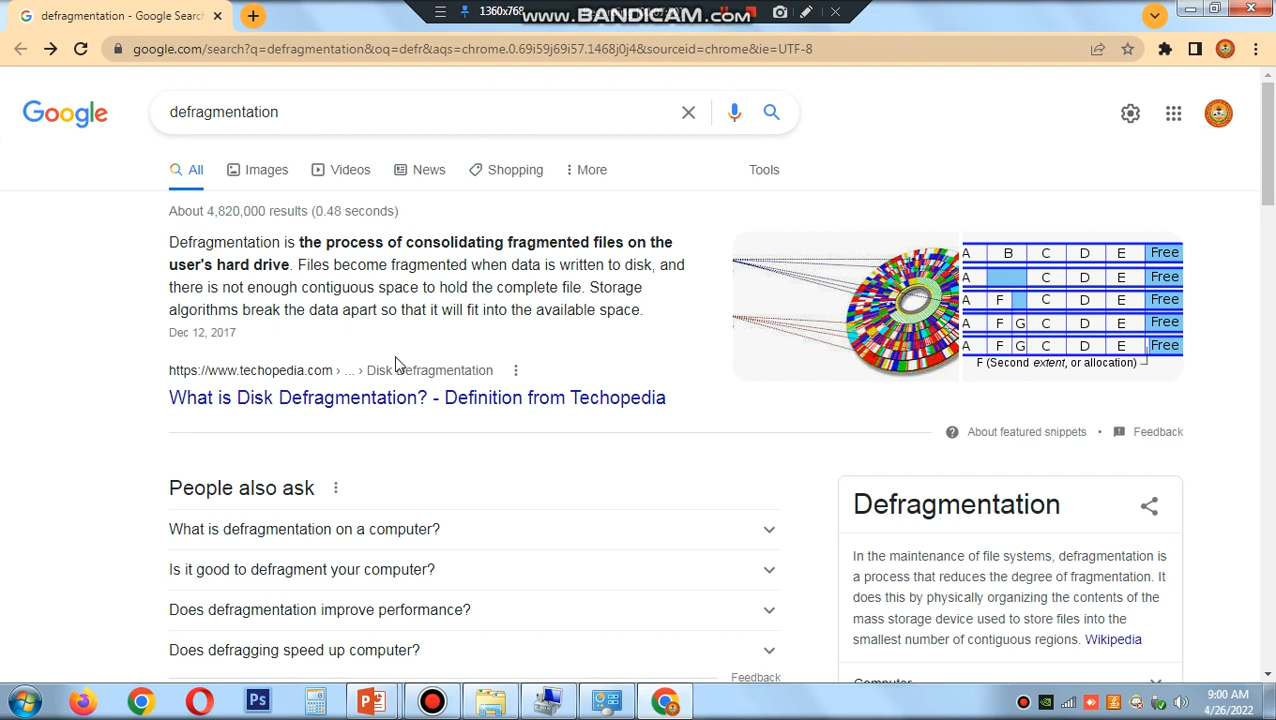 defragmentation - Google Search
1360x768
www.BANDICAM.com
google.com/search?q=defragmentation&oq=defr&aqs=chrome.0.69i59j69i57.1468j0j4&sourceid=chrome&ie=UTF-8
Google
defragmentation
All
Images
Videos
News
Shopping
More
Tools
About 4,820,000 results (0.48 seconds)
Defragmentation is the process of consolidating fragmented files on the
user's hard drive. Files become fragmented when data is written to disk, and
there is not enough contiguous space to hold the complete file. Storage
algorithms break the data apart so that it will fit into the available space.
Dec 12, 2017
https://www.techopedia.com › ... › Disk Defragmentation
What is Disk Defragmentation? - Definition from Techopedia
A B C D E Free
A C D E Free
A F C D E Free
A F G C D E Free
A F G C D E Free
F (Second extent, or allocation)
About featured snippets • Feedback
People also ask
What is defragmentation on a computer?
Is it good to defragment your computer?
Does defragmentation improve performance?
Does defragging speed up computer?
Feedback
Defragmentation
In the maintenance of file systems, defragmentation is
a process that reduces the degree of fragmentation. It
does this by physically organizing the contents of the
mass storage device used to store files into the
smallest number of contiguous regions. Wikipedia
Ps
9:00 AM
4/26/2022